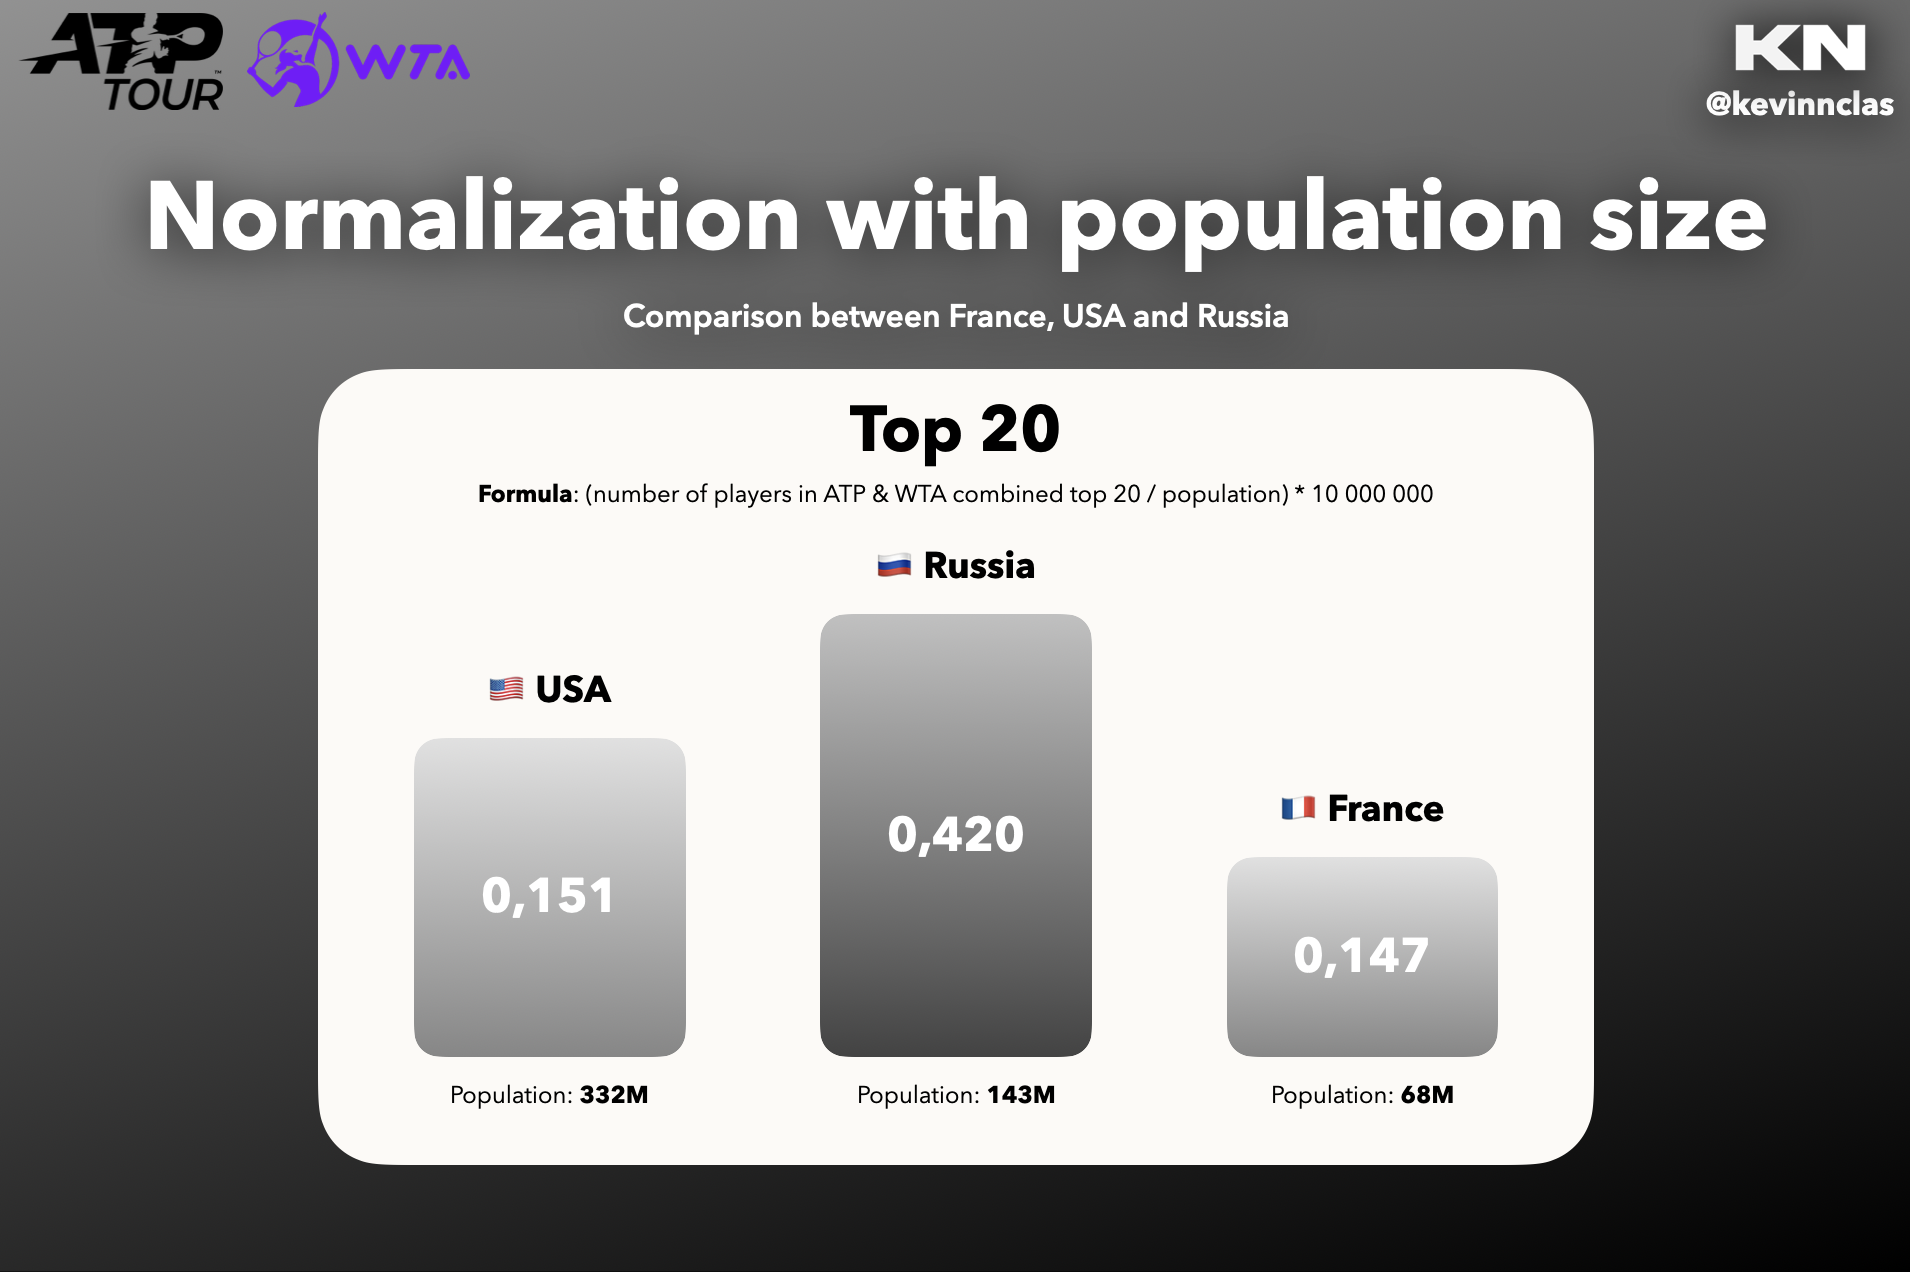 ATP
TOUR
WTA
KN
@kevinnclas
Normalization with population size
Comparison between France, USA and Russia
Top 20
Formula: (number of players in ATP & WTA combined top 20 / population) * 10 000 000
Russia
USA
France
0,420
0,151
0,147
Population: 332M
Population: 143M
Population: 68M